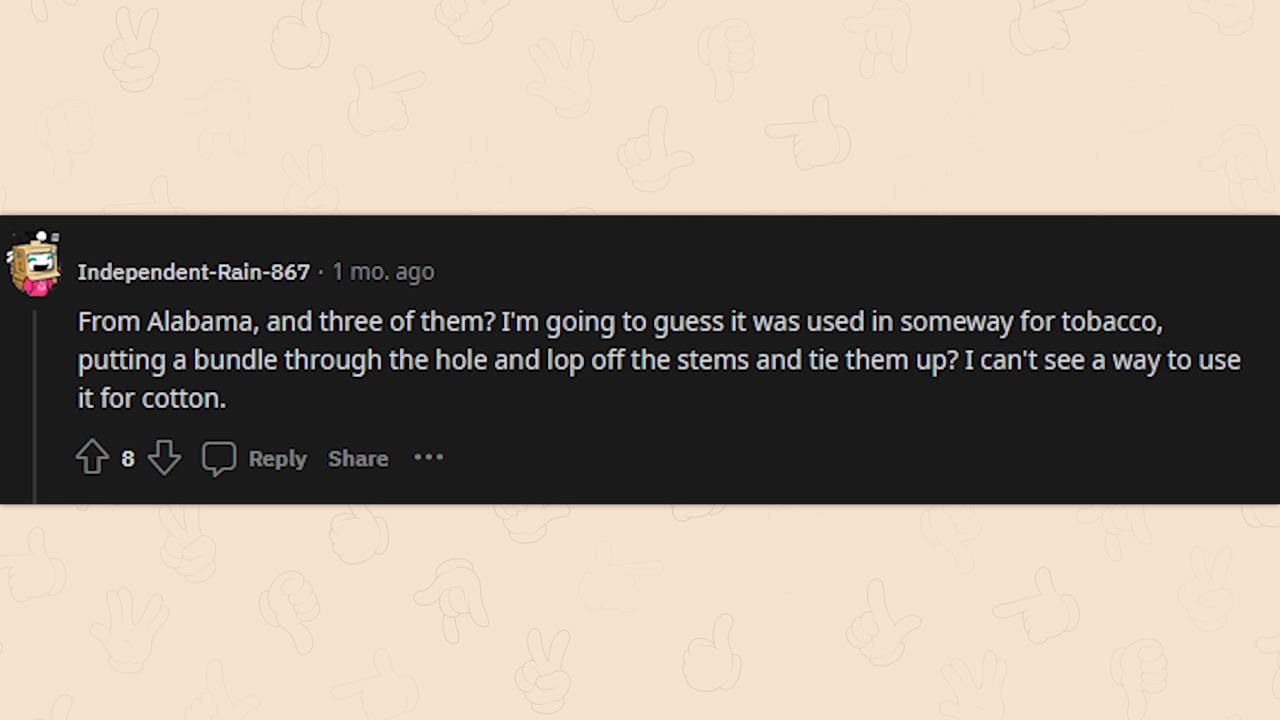 Independent-Rain-867 · 1 mo. ago
From Alabama, and three of them? I'm going to guess it was used in someway for tobacco,
putting a bundle through the hole and lop off the stems and tie them up? I can't see a way to use
it for cotton.
8 Reply Share ···